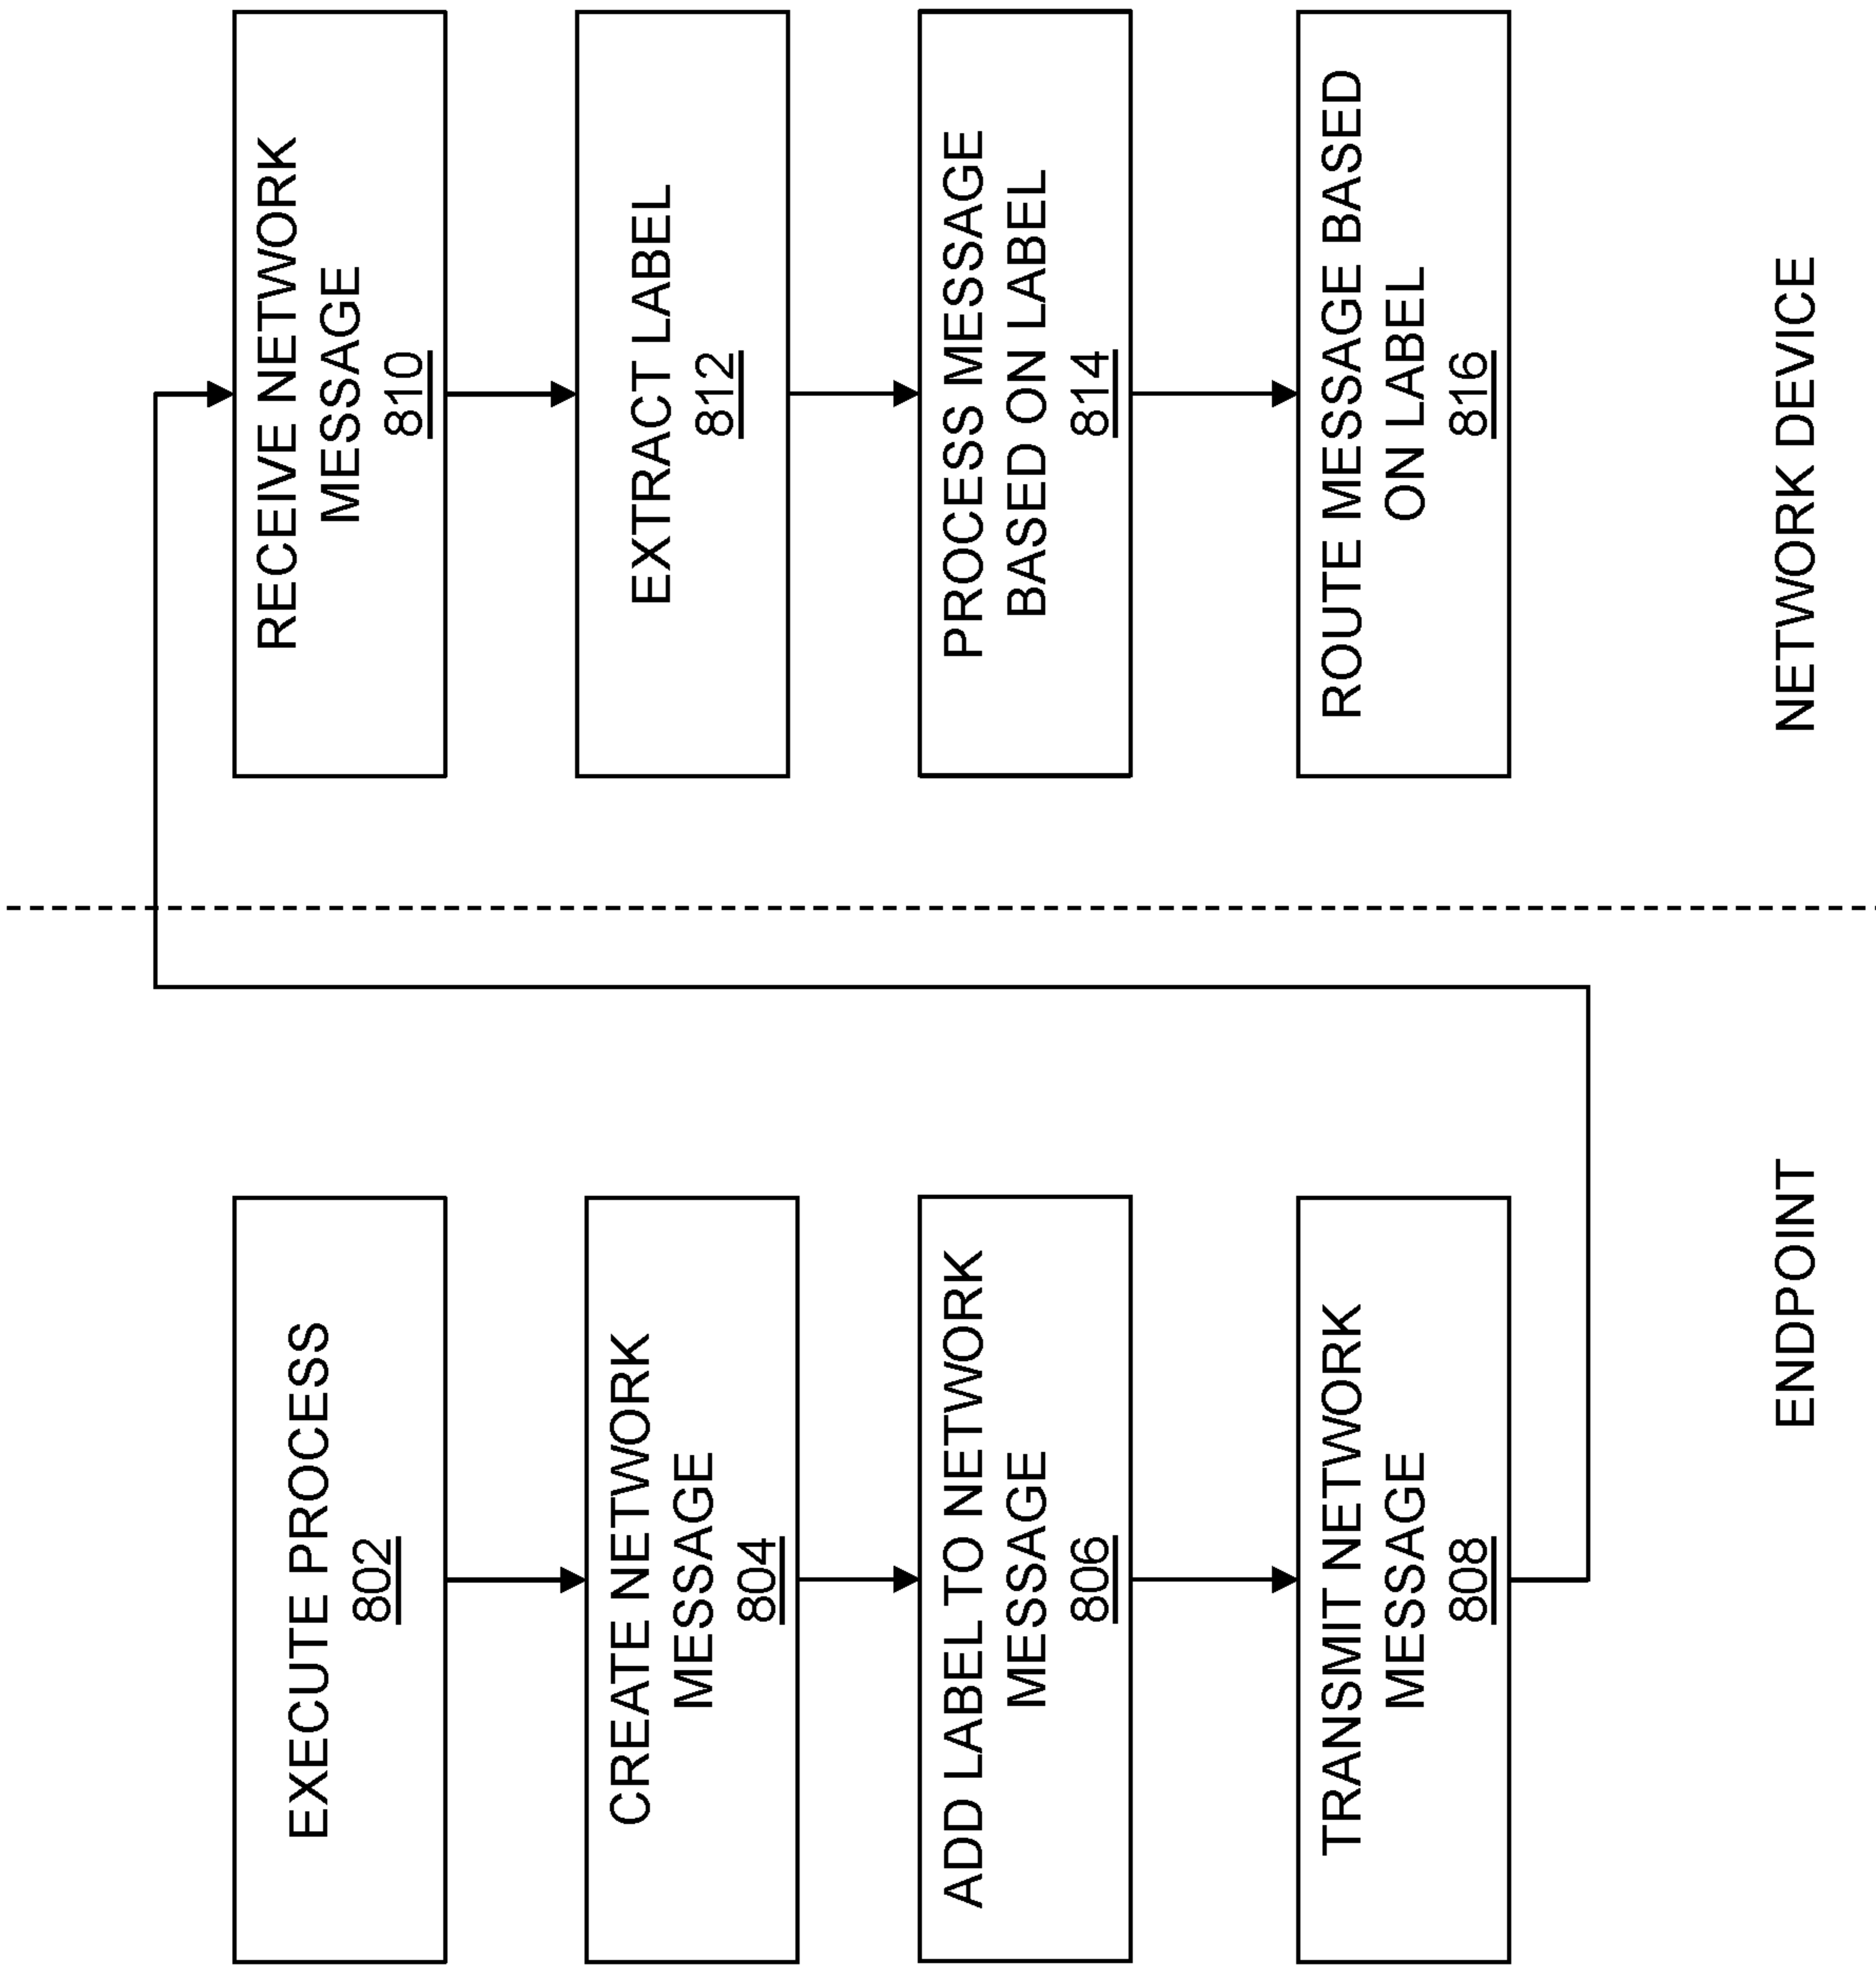 EXECUTE PROCESS
802
CREATE NETWORK
MESSAGE
804
ADD LABEL TO NETWORK
MESSAGE
806
TRANSMIT NETWORK
MESSAGE
808
ENDPOINT
RECEIVE NETWORK
MESSAGE
810
EXTRACT LABEL
812
PROCESS MESSAGE
BASED ON LABEL
814
ROUTE MESSAGE BASED
ON LABEL
816
NETWORK DEVICE